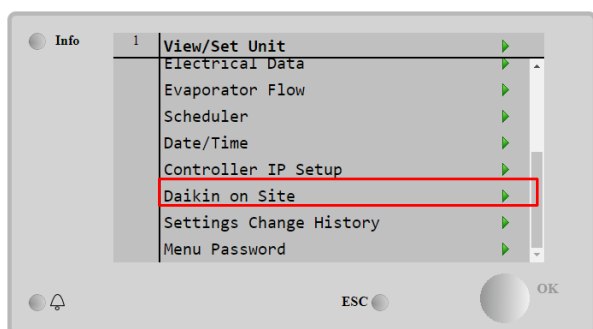 Info
1
View/Set Unit
Electrical Data
Evaporator Flow
Scheduler
Date/Time
Controller IP Setup
Daikin on Site
Settings Change History
Menu Password
ESC
OK